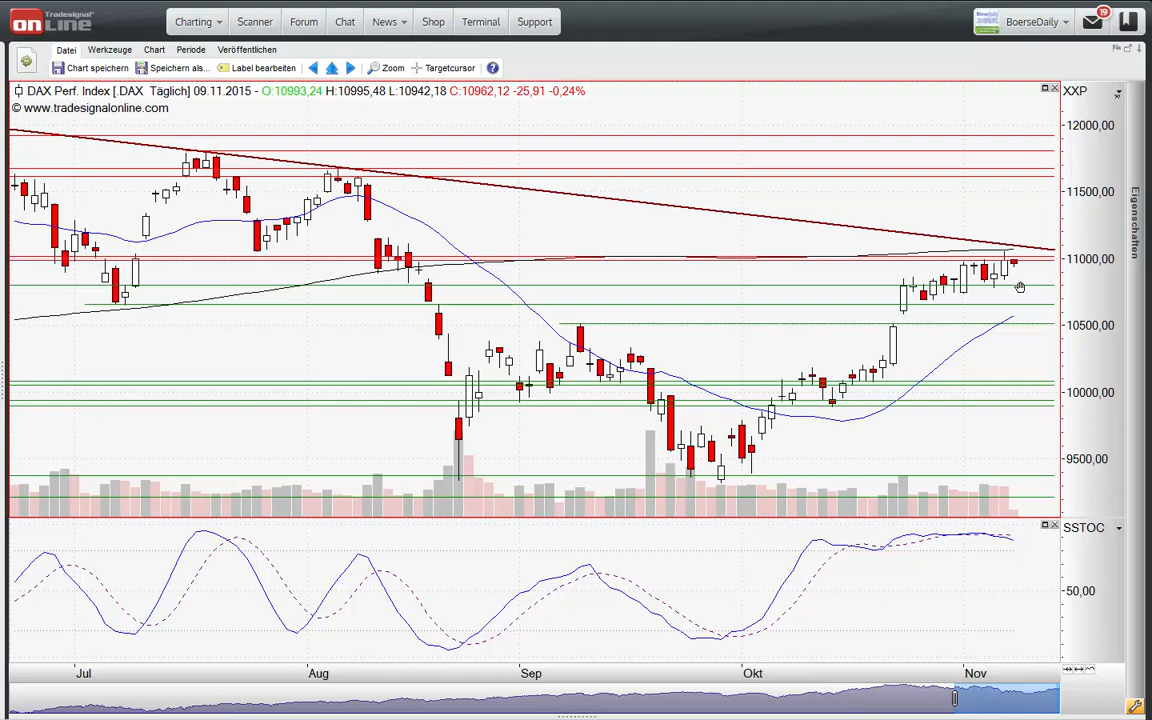 Tradesignal®
onLine
Charting
Scanner
Forum
Chat
News
Shop
Terminal
Support
BoerseDaily
19
Datei
Werkzeuge
Chart
Periode
Veröffentlichen
Chart speichern
Speichern als...
Label bearbeiten
Zoom
Targetcursor
DAX Perf. Index [.DAX Täglich] 09.11.2015 - O:10993,24 H:10995,48 L:10942,18 C:10962,12 -25,91 -0,24%
© www.tradesignalonline.com
XXP
12000,00
11500,00
11000,00
10500,00
10000,00
9500,00
Eigenschaften
SSTOC
50,00
Jul
Aug
Sep
Okt
Nov